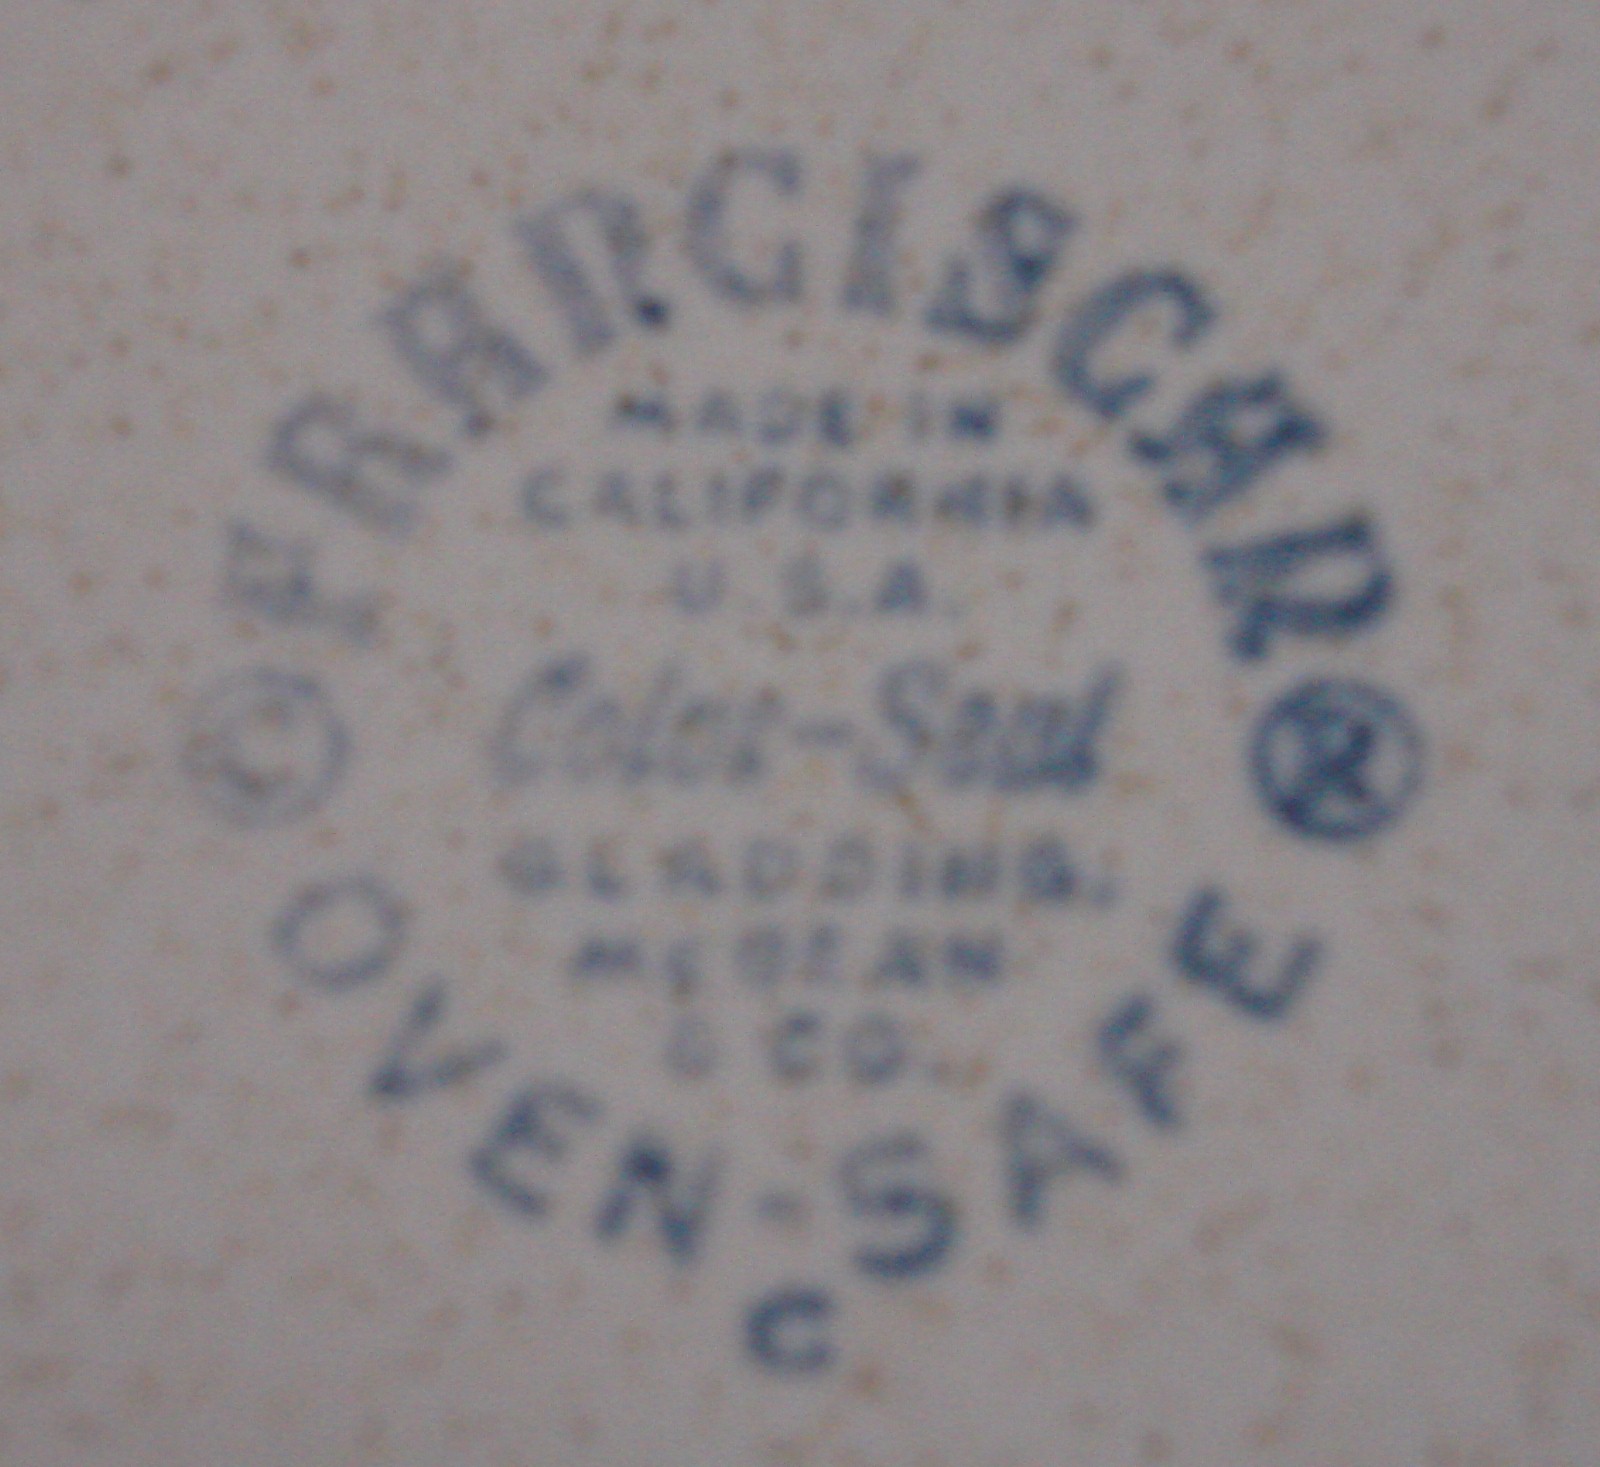 © FRANCISCAN ®
MADE IN
CALIFORNIA
U.S.A.
Color-Seal
GLADDING,
McBEAN
& CO.
OVEN-SAFE
C